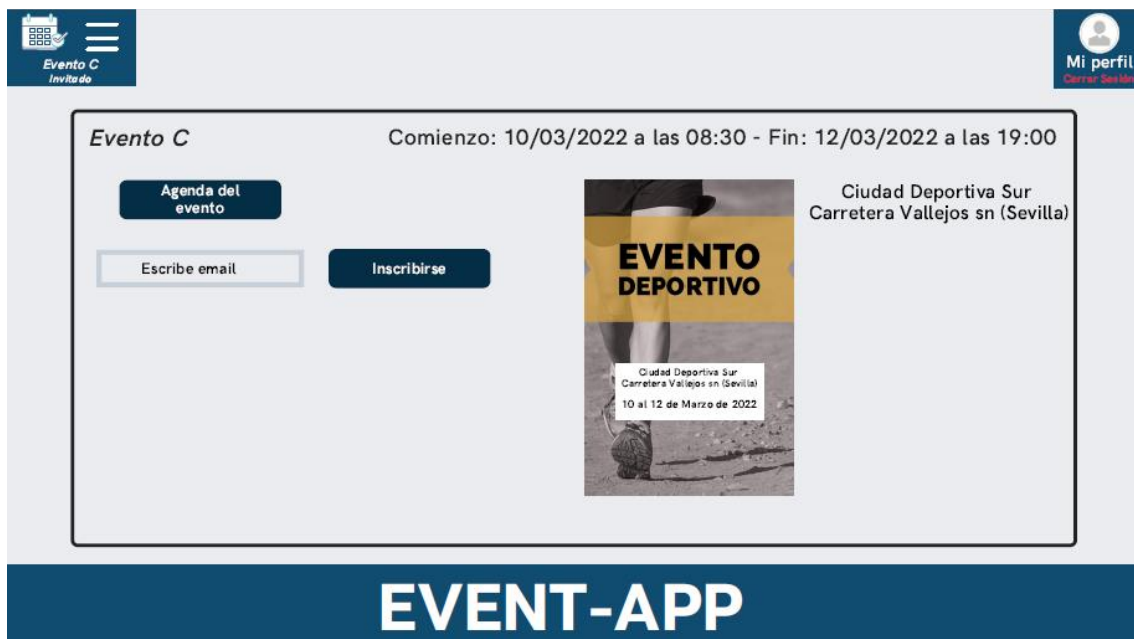 Evento C
Invitado
Mi perfil
Cerrar Sesión
Evento C
Comienzo: 10/03/2022 a las 08:30 - Fin: 12/03/2022 a las 19:00
Agenda del
evento
Escribe email
Inscribirse
EVENTO
DEPORTIVO
Ciudad Deportiva Sur
Carretera Vallejos sn (Sevilla)
10 al 12 de Marzo de 2022
Ciudad Deportiva Sur
Carretera Vallejos sn (Sevilla)
EVENT-APP